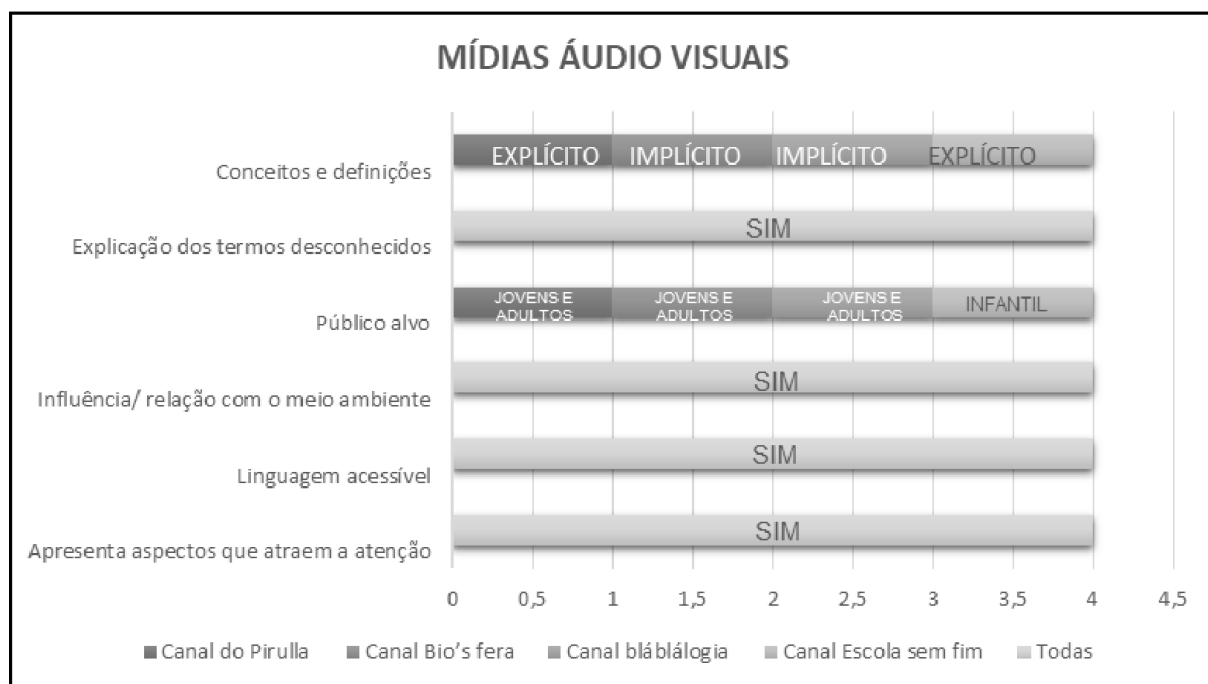 MÍDIAS ÁUDIO VISUAIS
EXPLÍCITO IMPLÍCITO IMPLÍCITO EXPLÍCITO
Conceitos e definições
SIM
Explicação dos termos desconhecidos
JOVENS E JOVENS E JOVENS E INFANTIL
ADULTOS ADULTOS ADULTOS
Público alvo
SIM
Influência/ relação com o meio ambiente
SIM
Linguagem acessível
SIM
Apresenta aspectos que atraem a atenção
0 0,5 1 1,5 2 2,5 3 3,5 4 4,5
Canal do Pirulla Canal Bio's fera Canal bláblálogia Canal Escola sem fim Todas